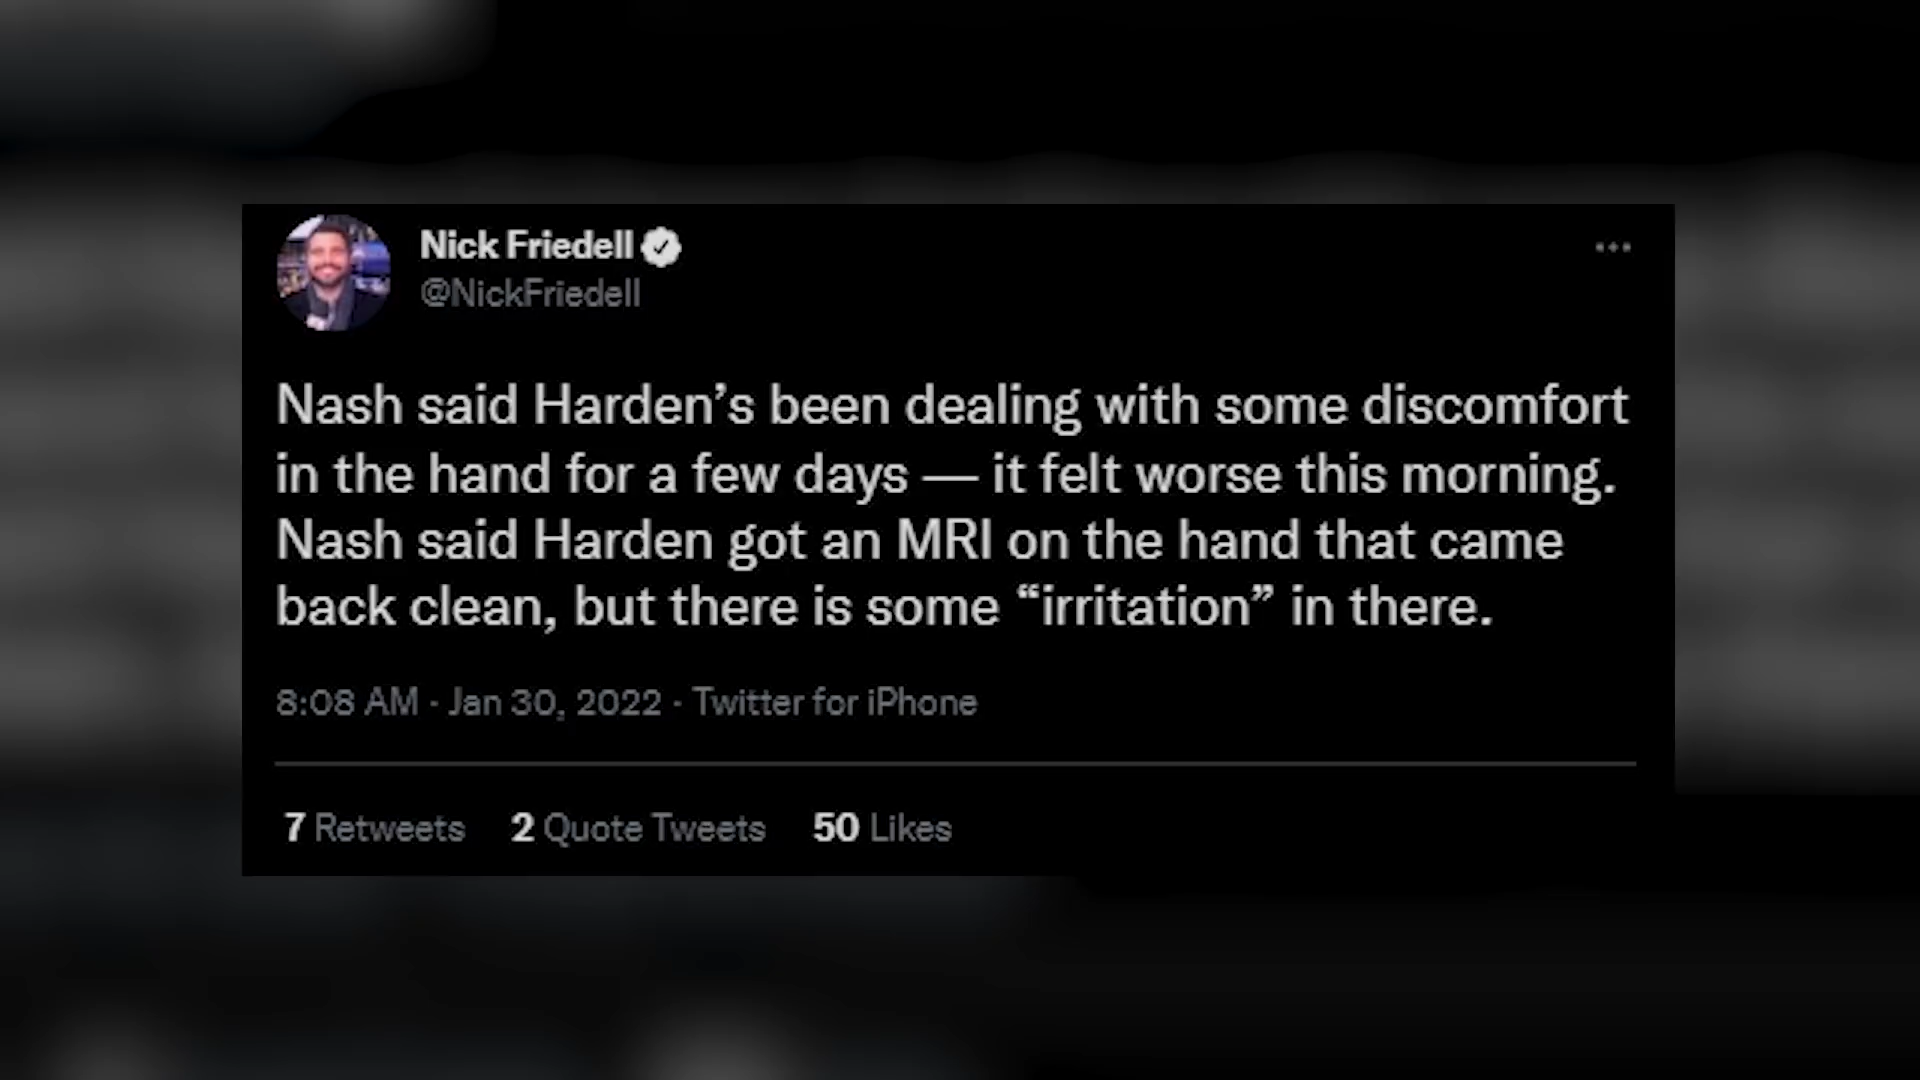 Nick Friedell
@NickFriedell
Nash said Harden’s been dealing with some discomfort
in the hand for a few days — it felt worse this morning.
Nash said Harden got an MRI on the hand that came
back clean, but there is some “irritation” in there.
8:08 AM · Jan 30, 2022 · Twitter for iPhone
7 Retweets 2 Quote Tweets 50 Likes